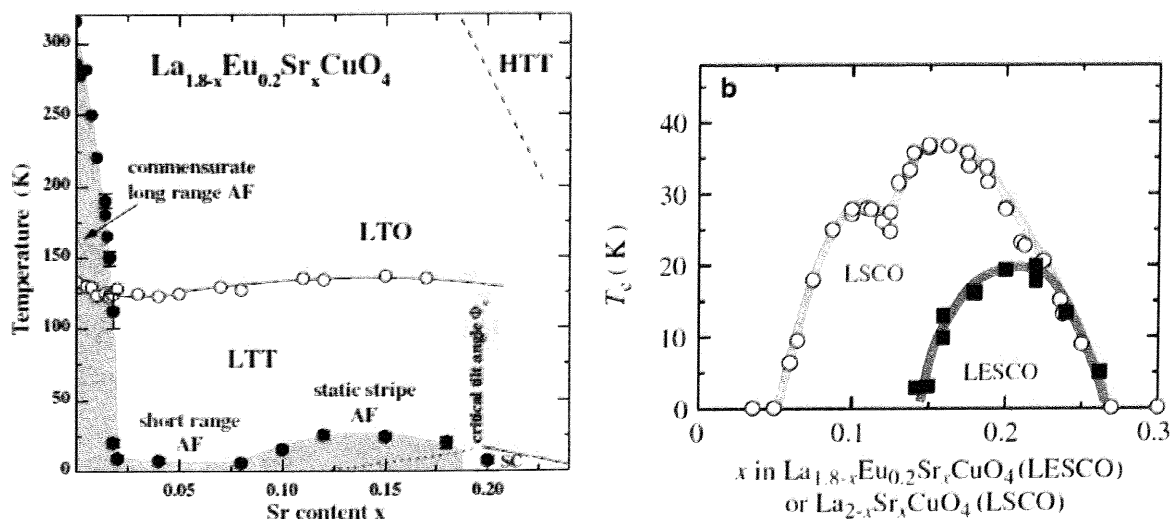 La1.8-xEu0.2SrxCuO4
HTT
commensurate
long range AF
LTO
LTT
short range
AF
static stripe
AF
critical tilt angle Φc
SC
300
250
200
150
100
50
0
0.05
0.10
0.15
0.20
Temperature (K)
Sr content x
b
40
30
20
10
0
LSCO
LESCO
0
0.1
0.2
0.3
Tc (K)
x in La1.8-xEu0.2SrxCuO4 (LESCO)
or La2-xSrxCuO4 (LSCO)